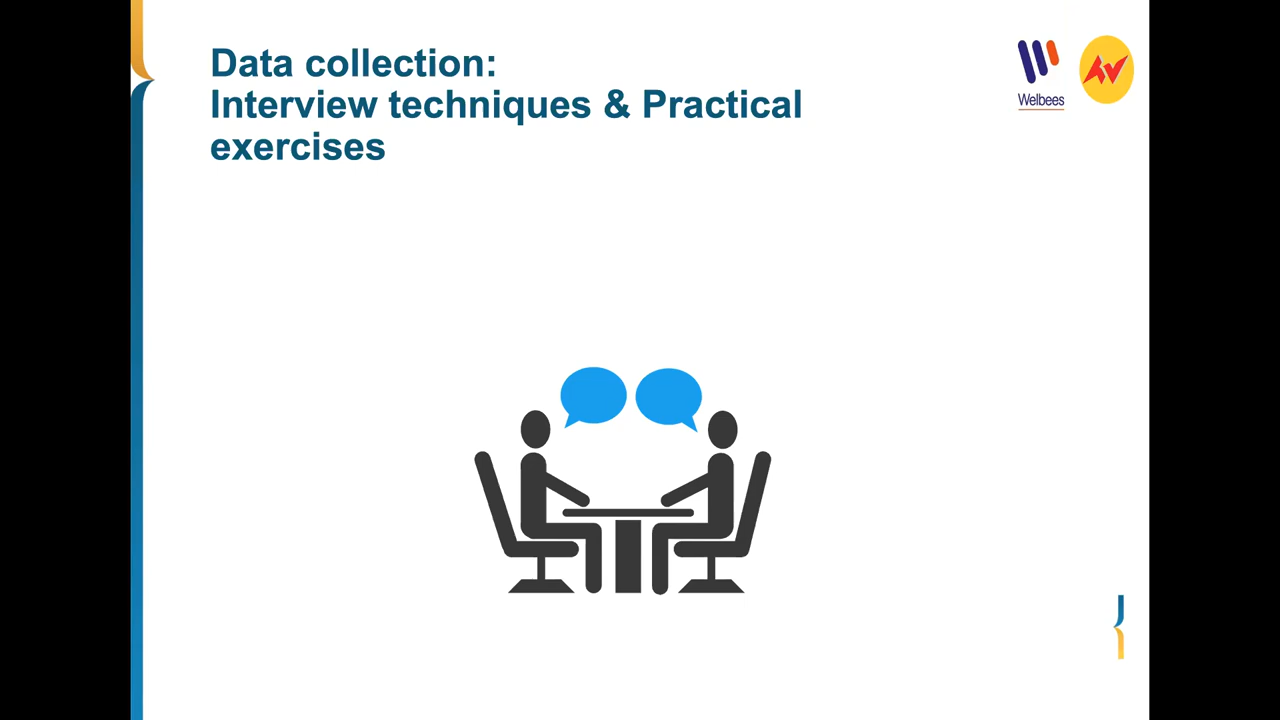 Data collection:
Interview techniques & Practical
exercises
Welbees